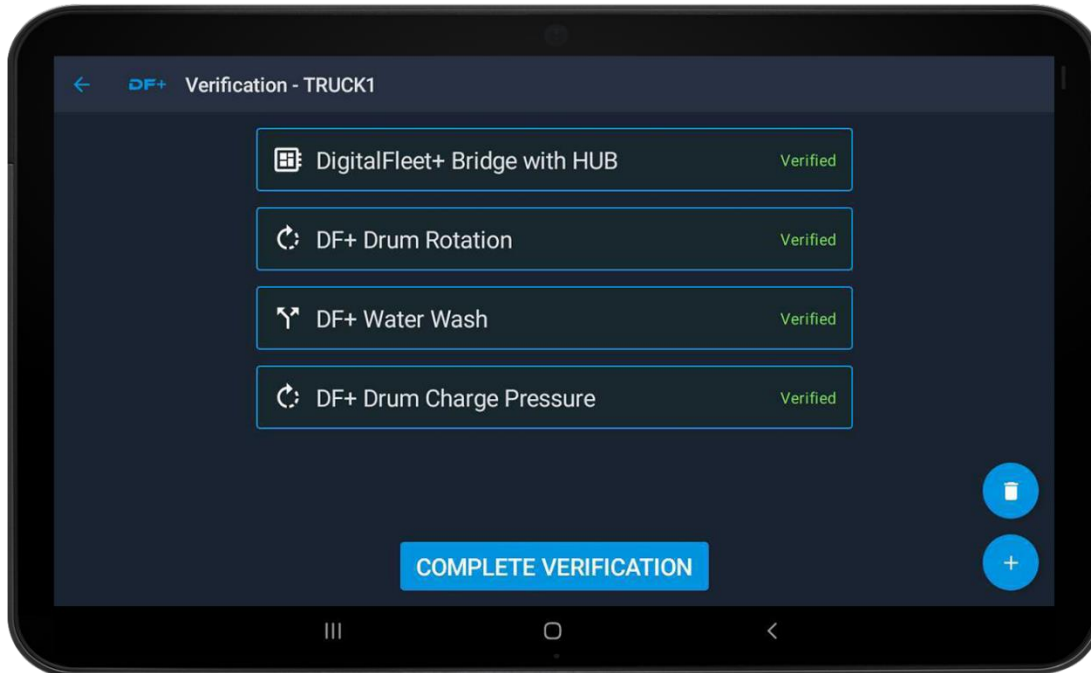 DF+ Verification - TRUCK1
DigitalFleet+ Bridge with HUB Verified
DF+ Drum Rotation Verified
DF+ Water Wash Verified
DF+ Drum Charge Pressure Verified
COMPLETE VERIFICATION